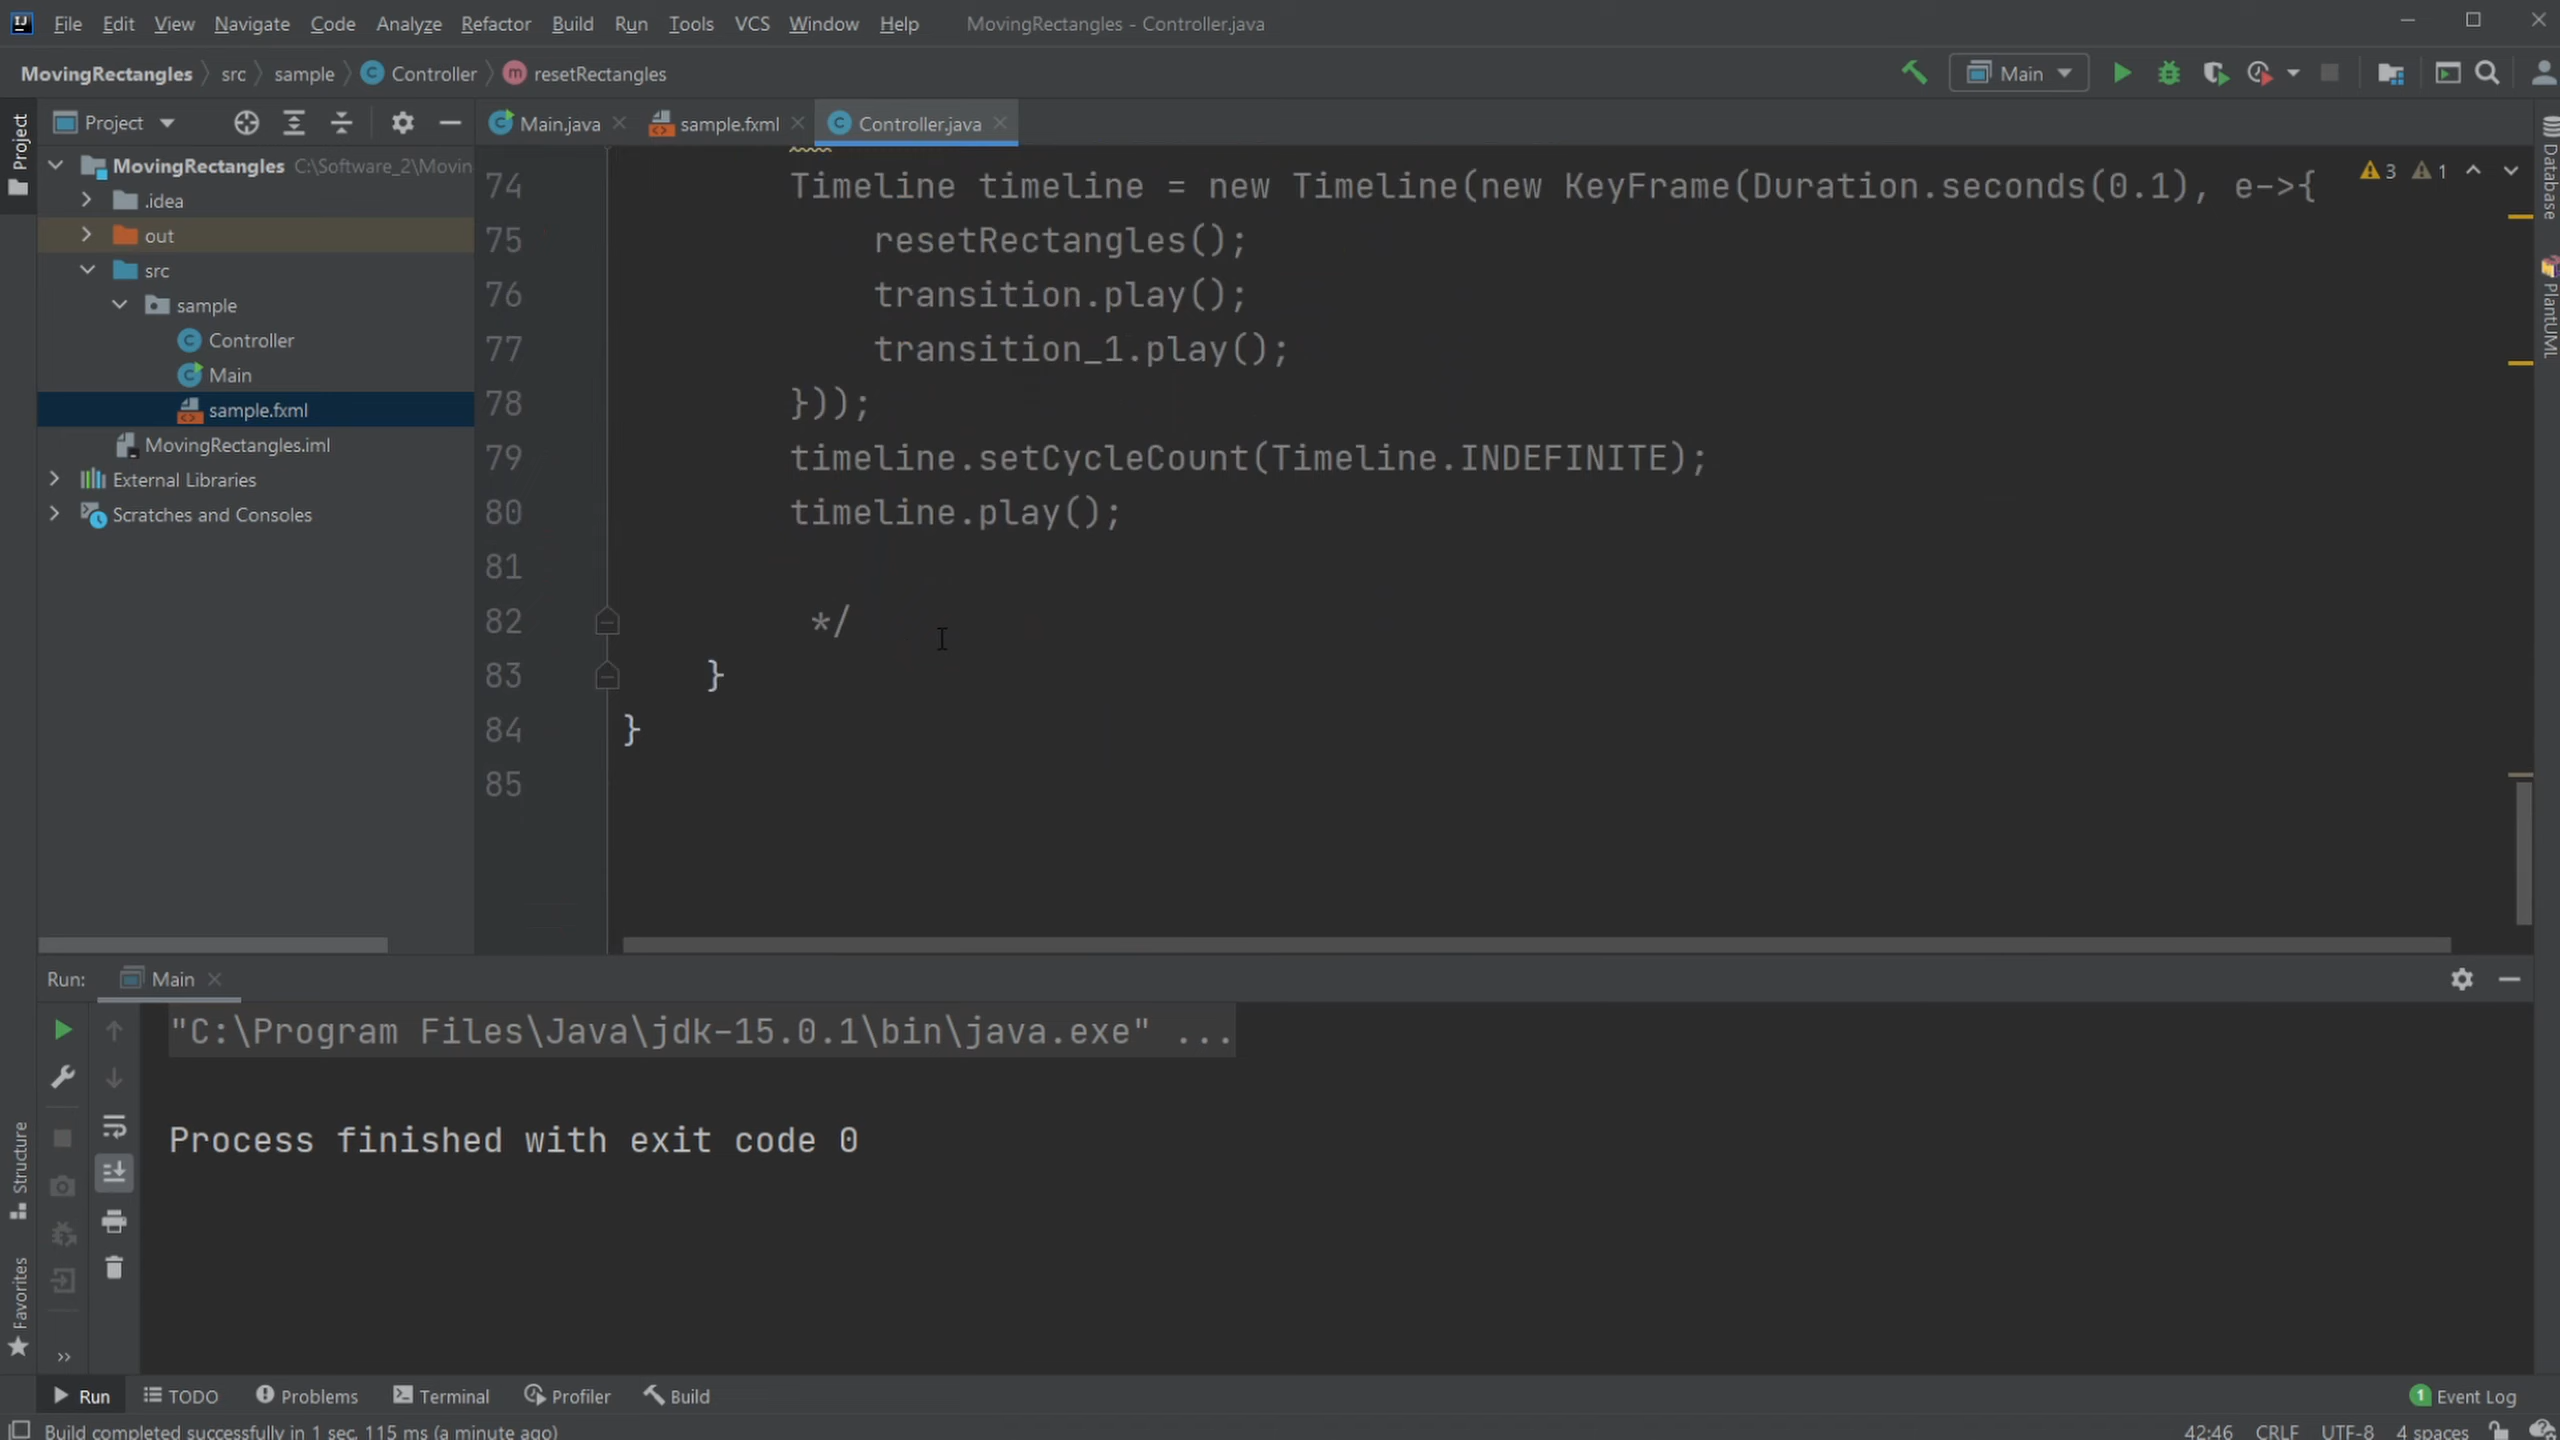 File Edit View Navigate Code Analyze Refactor Build Run Tools VCS Window Help MovingRectangles - Controller.java
MovingRectangles src sample Controller resetRectangles Main
Project
Main.java sample.fxml Controller.java
MovingRectangles C:\Software_2\Movin
.idea
out
src
sample
Controller
Main
sample.fxml
MovingRectangles.iml
External Libraries
Scratches and Consoles
Project
Structure
Favorites
Database
PlantUML
3 1
74 Timeline timeline = new Timeline(new KeyFrame(Duration.seconds(0.1), e->{
75 resetRectangles();
76 transition.play();
77 transition_1.play();
78 }));
79 timeline.setCycleCount(Timeline.INDEFINITE);
80 timeline.play();
81
82 */
83 }
84 }
85
Run: Main
"C:\Program Files\Java\jdk-15.0.1\bin\java.exe" ...
Process finished with exit code 0
Run TODO Problems Terminal Profiler Build 1 Event Log
Build completed successfully in 1 sec, 115 ms (a minute ago) 42:46 CRLF UTF-8 4 spaces